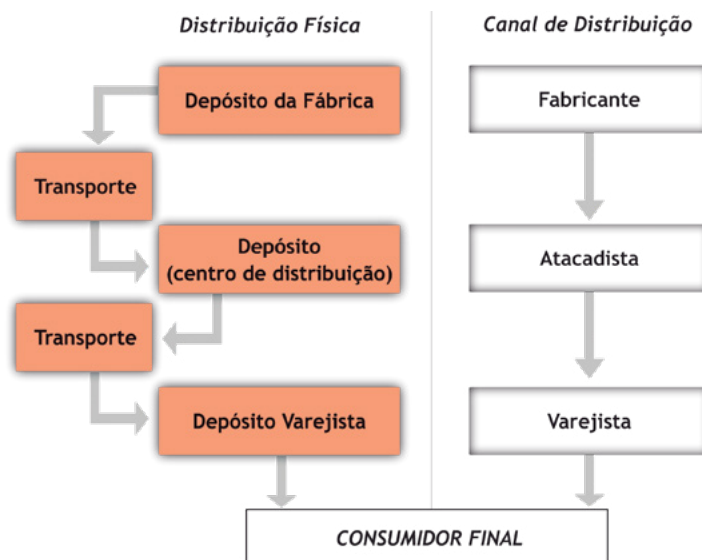 Distribuição Física
Depósito da Fábrica
Transporte
Depósito
(centro de distribuição)
Transporte
Depósito Varejista
Canal de Distribuição
Fabricante
Atacadista
Varejista
CONSUMIDOR FINAL